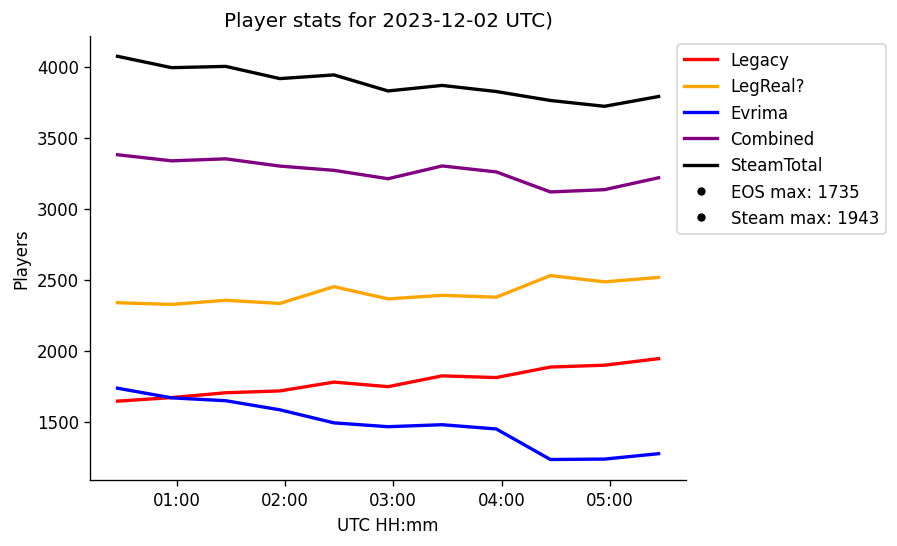 Player stats for 2023-12-02 UTC)
Legacy
LegReal?
Evrima
Combined
SteamTotal
EOS max: 1735
Steam max: 1943
Players
4000
3500
3000
2500
2000
1500
01:00 02:00 03:00 04:00 05:00
UTC HH:mm